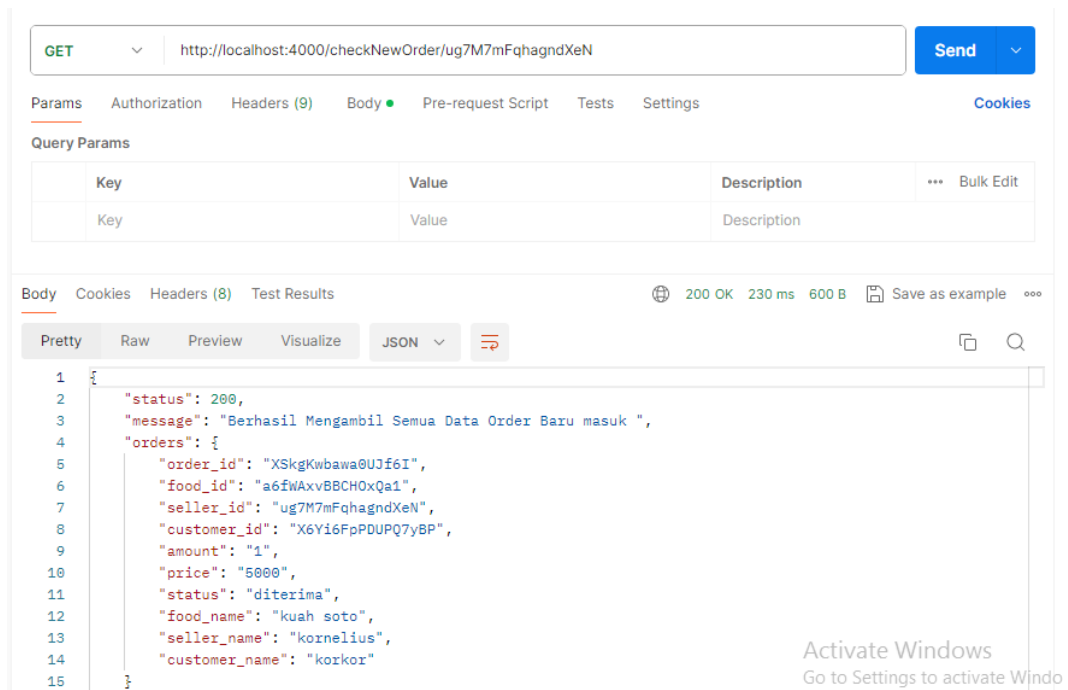 GET http://localhost:4000/checkNewOrder/ug7M7mFqhagndXeN Send
Params Authorization Headers (9) Body Pre-request Script Tests Settings Cookies
Query Params
Key Value Description Bulk Edit
Key Value Description
Body Cookies Headers (8) Test Results 200 OK 230 ms 600 B Save as example
Pretty Raw Preview Visualize JSON
1 {
2 "status": 200,
3 "message": "Berhasil Mengambil Semua Data Order Baru masuk ",
4 "orders": {
5 "order_id": "XSkgKwbawa0UJf6I",
6 "food_id": "a6fWAxvBBCHOxQa1",
7 "seller_id": "ug7M7mFqhagndXeN",
8 "customer_id": "X6Yi6FpPDUPQ7yBP",
9 "amount": "1",
10 "price": "5000",
11 "status": "diterima",
12 "food_name": "kuah soto",
13 "seller_name": "kornelius",
14 "customer_name": "korkor"
15 }
Activate Windows
Go to Settings to activate Windo